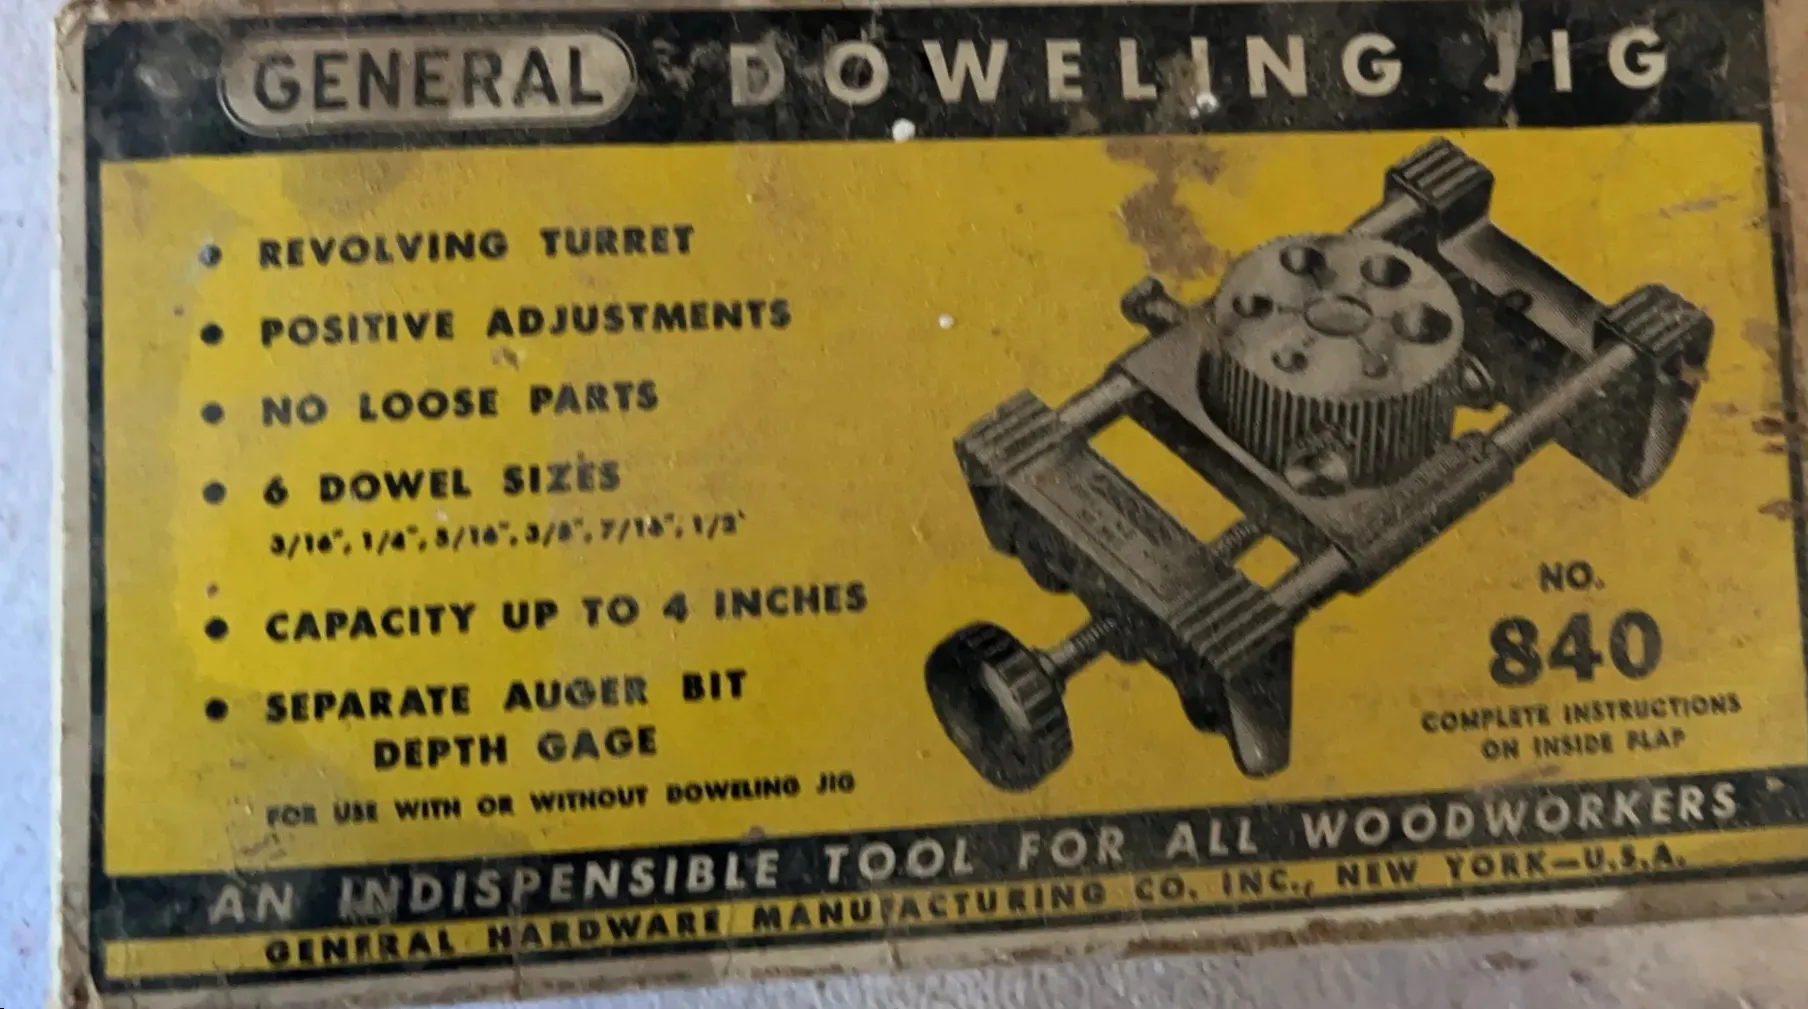 GENERAL DOWELING JIG
• REVOLVING TURRET
• POSITIVE ADJUSTMENTS
• NO LOOSE PARTS
• 6 DOWEL SIZES
3/16", 1/4", 5/16", 3/8", 7/16", 1/2"
• CAPACITY UP TO 4 INCHES
• SEPARATE AUGER BIT
DEPTH GAGE
FOR USE WITH OR WITHOUT DOWELING JIG
NO.
840
COMPLETE INSTRUCTIONS
ON INSIDE FLAP
AN INDISPENSIBLE TOOL FOR ALL WOODWORKERS
GENERAL HARDWARE MANUFACTURING CO. INC., NEW YORK—U.S.A.